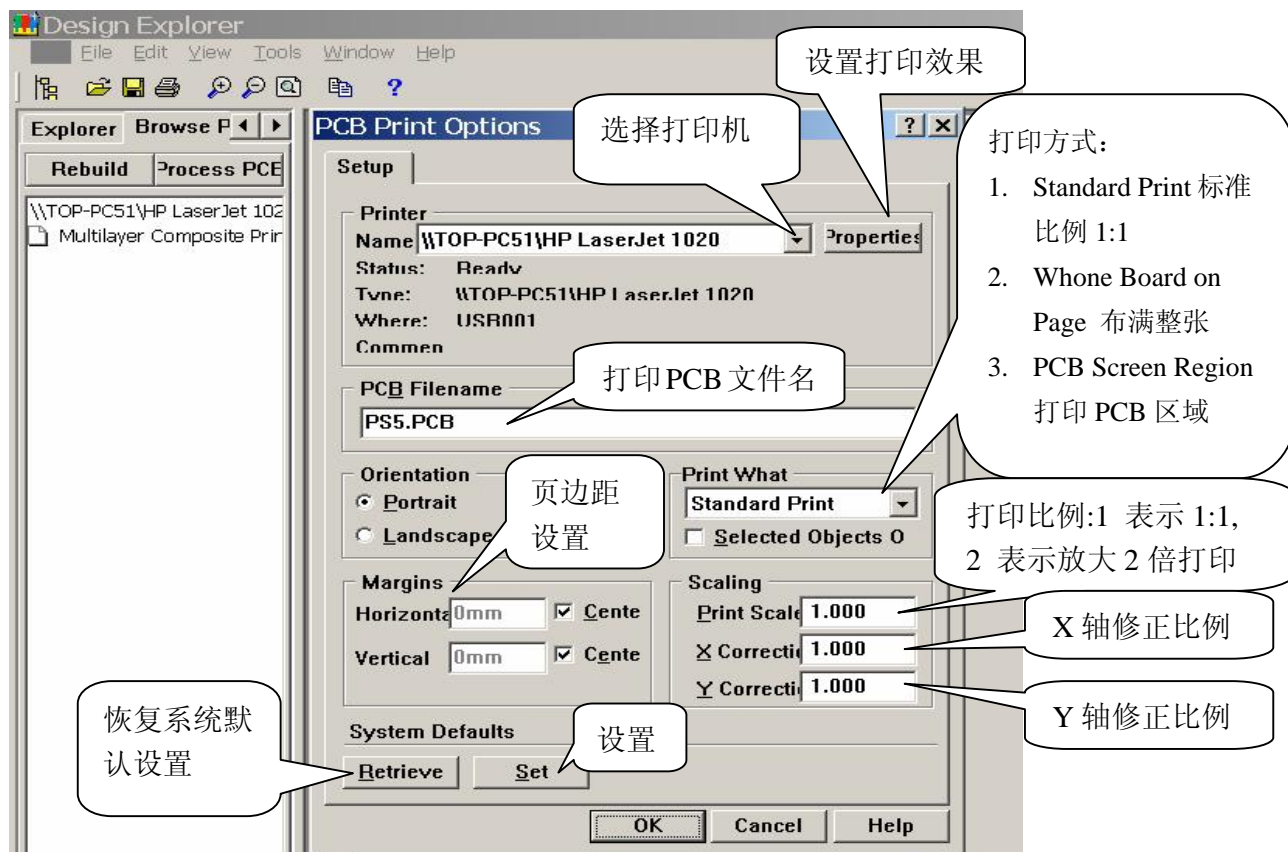 Design Explorer
File Edit View Tools Window Help
设置打印效果
Explorer Browse P
Rebuild Process PCE
\\TOP-PC51\HP LaserJet 102
Multilayer Composite Prin
PCB Print Options
选择打印机
Setup
Printer
Name \\TOP-PC51\HP LaserJet 1020 Properties
Status: Ready
Type: \\TOP-PC51\HP LaserJet 1020
Where: USB001
Commen
打印方式：
1. Standard Print 标准
比例 1:1
2. Whone Board on
Page 布满整张
3. PCB Screen Region
打印 PCB 区域
打印PCB文件名
PCB Filename
PS5.PCB
Orientation
Portrait
Landscape
页边距
设置
Print What
Standard Print
Selected Objects O
打印比例:1 表示 1:1,
2 表示放大 2 倍打印
Margins
Horizonta 0mm Cente
Vertical 0mm Cente
Scaling
Print Scale 1.000
X Correctio 1.000
Y Correcti 1.000
X 轴修正比例
Y 轴修正比例
恢复系统默
认设置
System Defaults
设置
Retrieve Set
OK Cancel Help